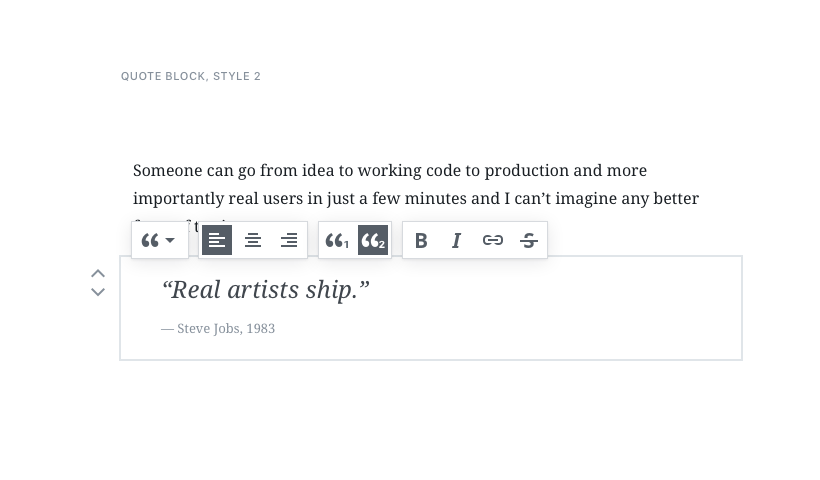 QUOTE BLOCK, STYLE 2
Someone can go from idea to working code to production and more
importantly real users in just a few minutes and I can’t imagine any better
1
2
B
I
S
“Real artists ship.”
— Steve Jobs, 1983